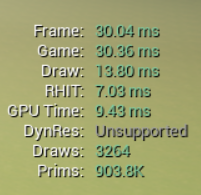 Frame: 30.04 ms
Game: 30.36 ms
Draw: 13.80 ms
RHIT: 7.03 ms
GPU Time: 9.43 ms
DynRes: Unsupported
Draws: 3264
Prims: 903.8K